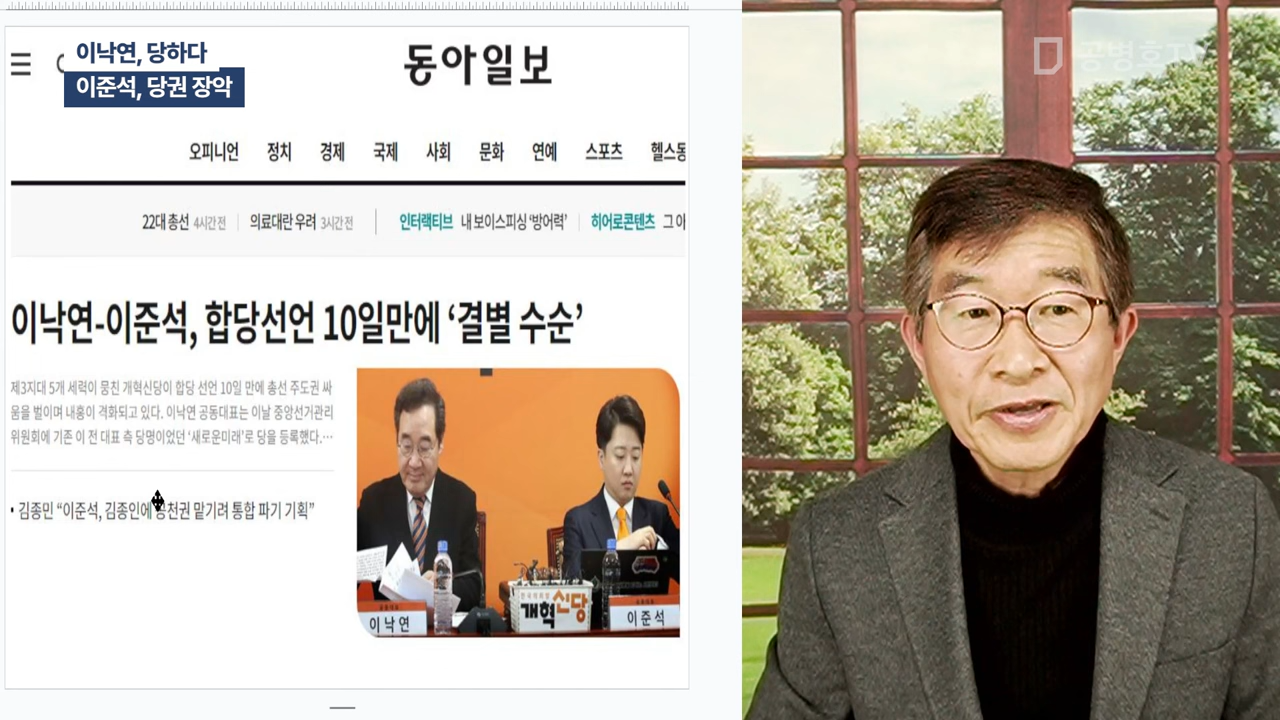 이낙연, 당하다
이준석, 당권 장악
동아일보
공병호TV
오피니언 정치 경제 국제 사회 문화 연예 스포츠 헬스동
22대 총선 4시간 전 의료대란 우려 3시간 전 인터랙티브 내 보이스피싱 ‘방어력’ 히어로콘텐츠 그 아
이낙연-이준석, 합당선언 10일만에 ‘결별 수순’
제3지대 5개 세력이 뭉친 개혁신당이 합당 선언 10일 만에 총선 주도권 싸
움을 벌이며 내홍이 격화되고 있다. 이낙연 공동대표는 이날 중앙선거관리
위원회에 기존 이 전 대표 측 당명이었던 ‘새로운미래’로 당을 등록했다.…
• 김종민 “이준석, 김종인에 공천권 맡기려 통합 파기 기획”
개혁신당
이낙연
이준석